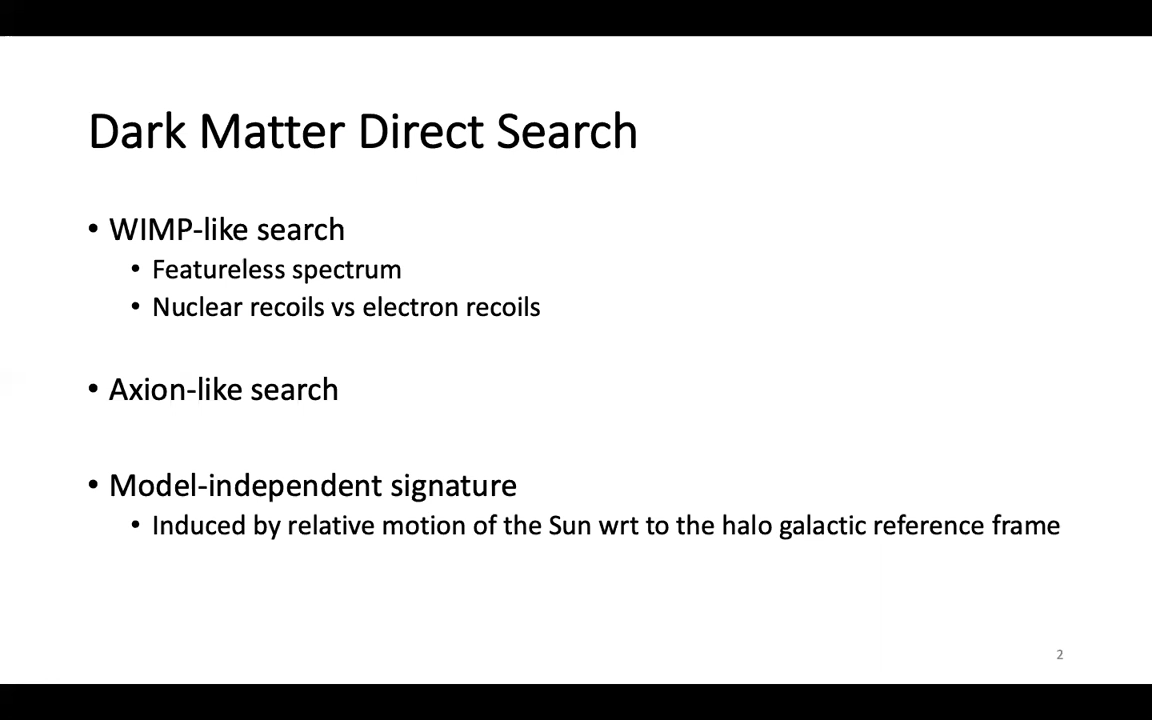 Dark Matter Direct Search
• WIMP-like search
• Featureless spectrum
• Nuclear recoils vs electron recoils
• Axion-like search
• Model-independent signature
• Induced by relative motion of the Sun wrt to the halo galactic reference frame
2